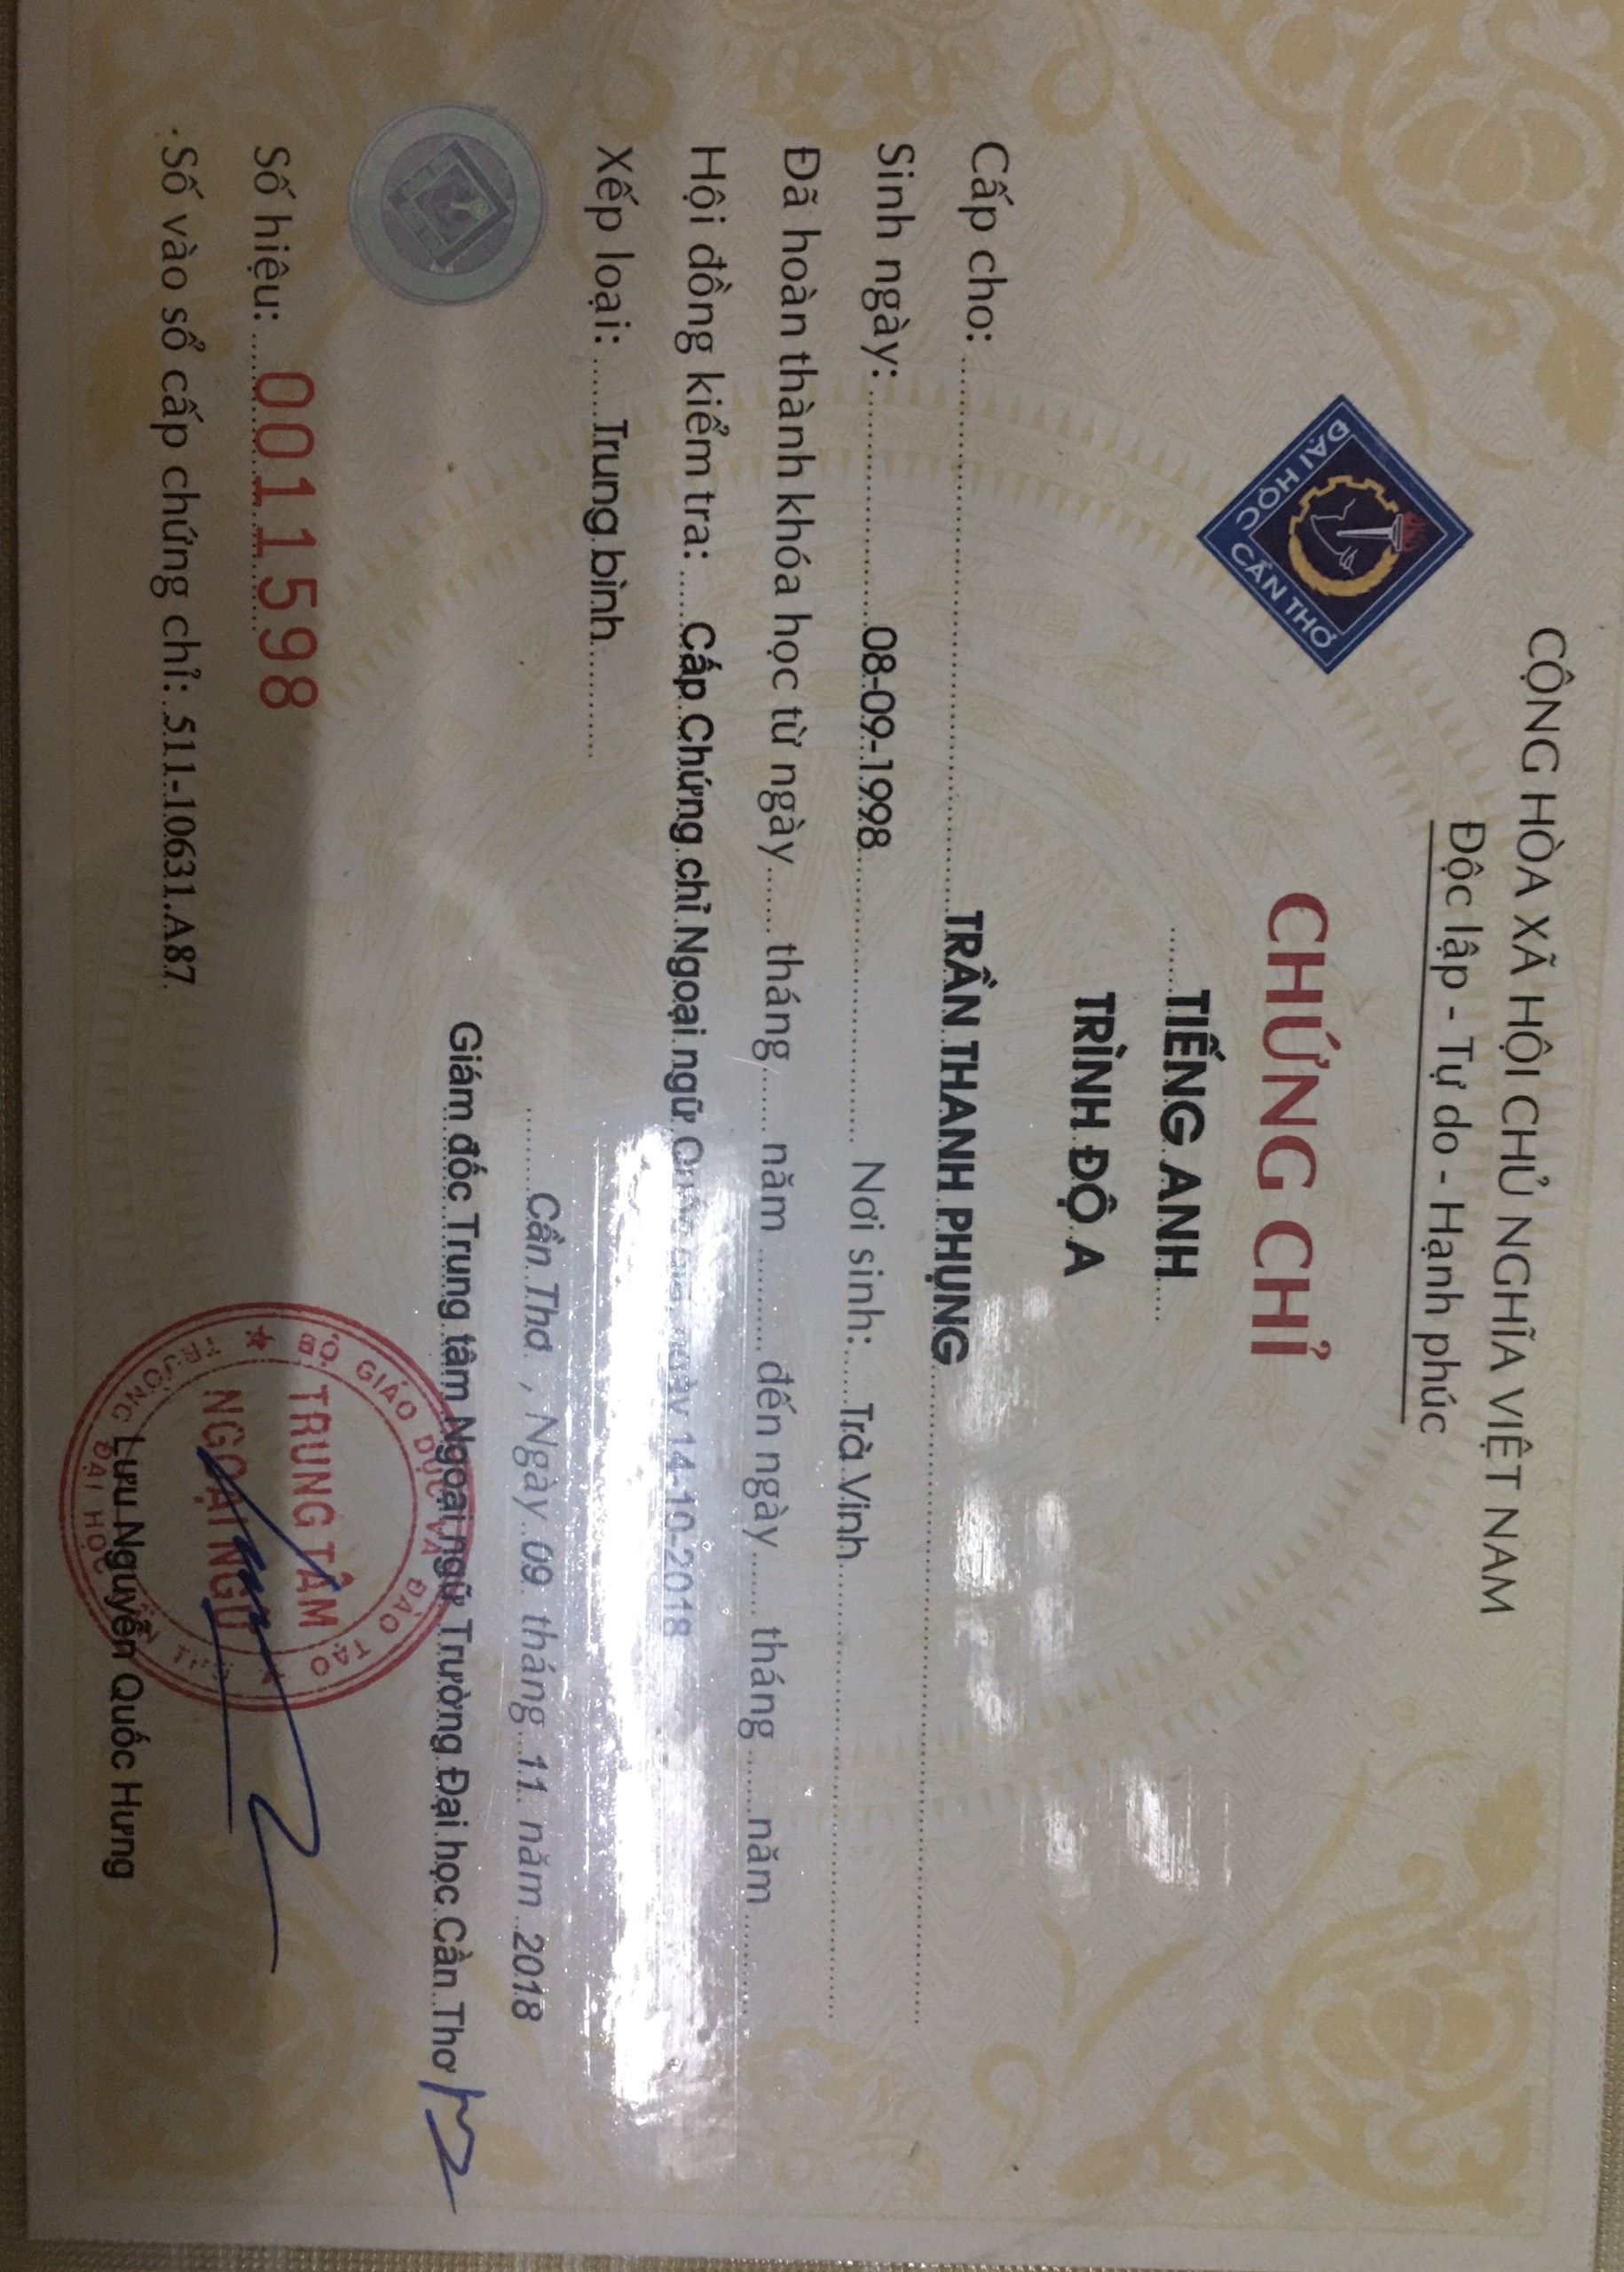 CỘNG HÒA XÃ HỘI CHỦ NGHĨA VIỆT NAM
Độc lập - Tự do - Hạnh phúc
ĐẠI HỌC CẦN THƠ
CHỨNG CHỈ
TIẾNG ANH
TRÌNH ĐỘ A
Cấp cho: TRẦN THANH PHỤNG
Sinh ngày: 08-09-1998 Nơi sinh: Trà Vinh
Đã hoàn thành khóa học từ ngày...... tháng...... năm .......... đến ngày...... tháng...... năm..........
Hội đồng kiểm tra: Cấp Chứng chỉ Ngoại ngữ ngày 14-10-2018
Xếp loại: Trung bình
Cần Thơ , Ngày 09 tháng 11 năm 2018
Giám đốc Trung tâm Ngoại ngữ Trường Đại học Cần Thơ
BỘ GIÁO DỤC VÀ ĐÀO TẠO
TRƯỜNG ĐẠI HỌC CẦN THƠ
TRUNG TÂM
NGOẠI NGỮ
Số hiệu: 0011598
Số vào sổ cấp chứng chỉ: 511-10631.A87
Lưu Nguyễn Quốc Hưng